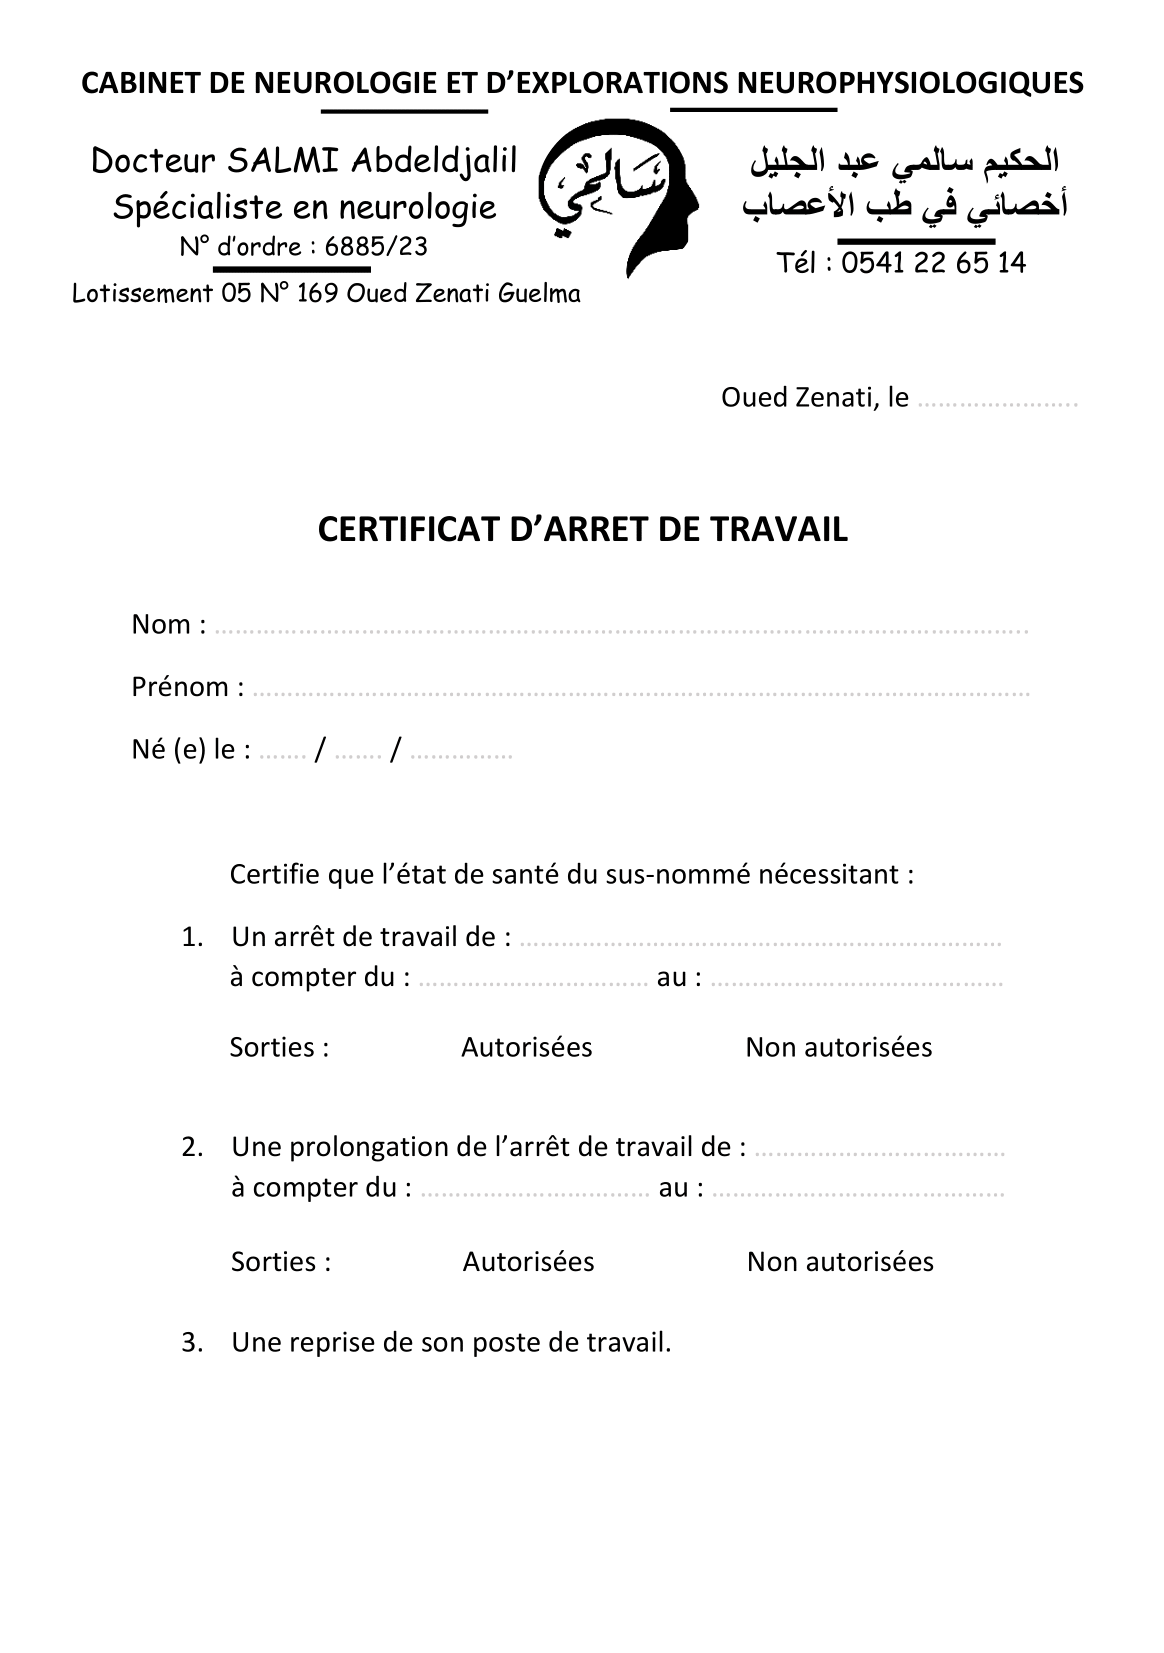 CABINET DE NEUROLOGIE ET D’EXPLORATIONS NEUROPHYSIOLOGIQUES
Docteur SALMI Abdeldjalil
Spécialiste en neurologie
N° d’ordre : 6885/23
Lotissement 05 N° 169 Oued Zenati Guelma
سالمي
الحكيم سالمي عبد الجليل
أخصائي في طب الأعصاب
Tél : 0541 22 65 14
Oued Zenati, le ........................
CERTIFICAT D’ARRET DE TRAVAIL
Nom : ........................................................................................
Prénom : ........................................................................................
Né (e) le : ....... / ....... / ...............
Certifie que l’état de santé du sus-nommé nécessitant :
1. Un arrêt de travail de : ................................................................
à compter du : ................................ au : ........................................
Sorties : Autorisées Non autorisées
2. Une prolongation de l’arrêt de travail de : ....................................
à compter du : ................................ au : ........................................
Sorties : Autorisées Non autorisées
3. Une reprise de son poste de travail.